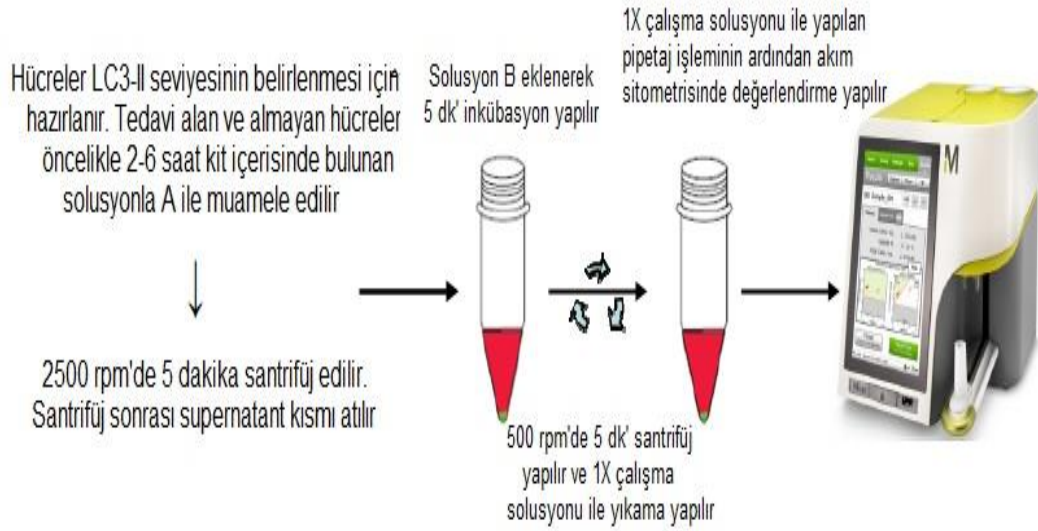 Hücreler LC3-II seviyesinin belirlenmesi için
hazırlanır. Tedavi alan ve almayan hücreler
öncelikle 2-6 saat kit içerisinde bulunan
solusyonla A ile muamele edilir
2500 rpm'de 5 dakika santrifüj edilir.
Santrifüj sonrası supernatant kısmı atılır
Solusyon B eklenerek
5 dk' inkübasyon yapılır
500 rpm'de 5 dk' santrifüj
yapılır ve 1X çalışma
solusyonu ile yıkama yapılır
1X çalışma solusyonu ile yapılan
pipetaj işleminin ardından akım
sitometrisinde değerlendirme yapılır
M